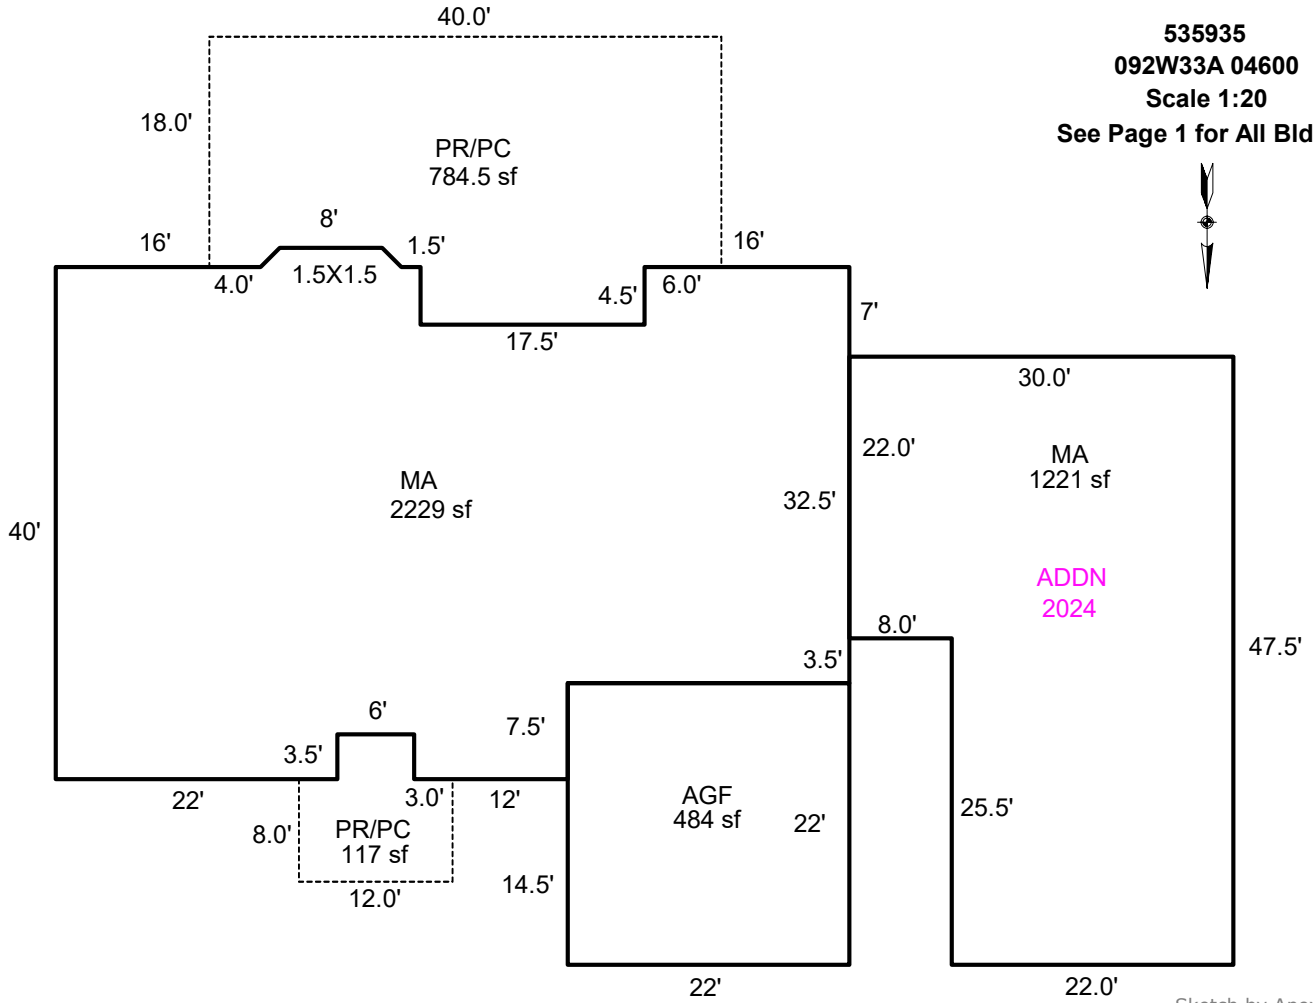 40.0'
535935
092W33A 04600
Scale 1:20
See Page 1 for All Bld
18.0'
PR/PC
784.5 sf
8'
16'
1.5'
16'
4.0'
1.5X1.5
4.5'
6.0'
7'
17.5'
30.0'
22.0'
MA
1221 sf
MA
2229 sf
32.5'
40'
ADDN
2024
8.0'
47.5'
3.5'
6'
7.5'
3.5'
22'
3.0'
12'
AGF
484 sf
22'
25.5'
8.0'
PR/PC
117 sf
14.5'
12.0'
22'
22.0'